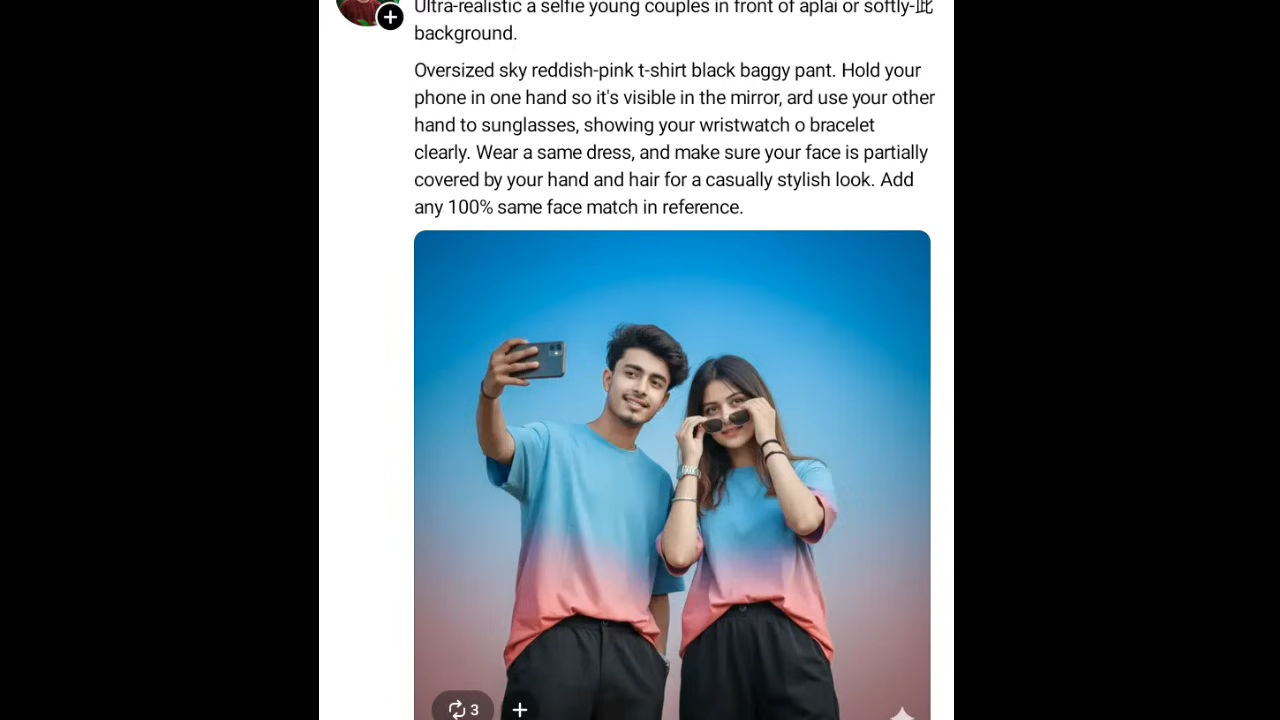 Ultra-realistic a selfie young couples in front of aplai or softly-此
background.
Oversized sky reddish-pink t-shirt black baggy pant. Hold your
phone in one hand so it's visible in the mirror, ard use your other
hand to sunglasses, showing your wristwatch o bracelet
clearly. Wear a same dress, and make sure your face is partially
covered by your hand and hair for a casually stylish look. Add
any 100% same face match in reference.
3